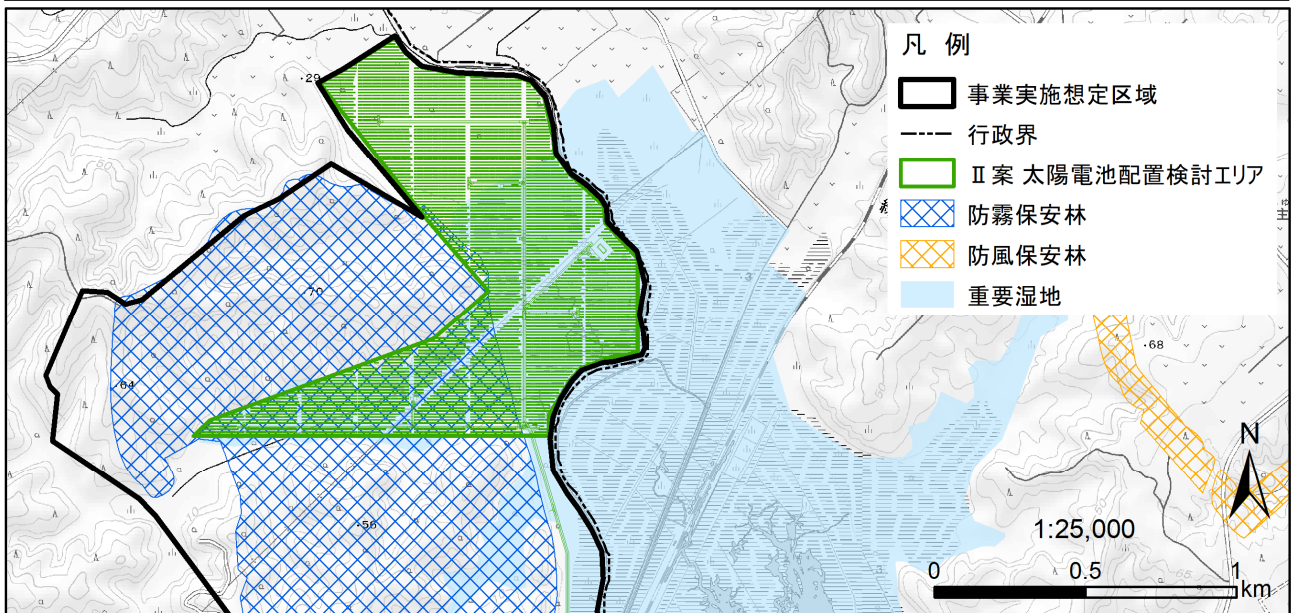 凡 例
事業実施想定区域
行政界
Ⅱ案 太陽電池配置検討エリア
防霧保安林
防風保安林
重要湿地
・29
・70
・64
・56
・68
N
1:25,000
0 0.5 1
km